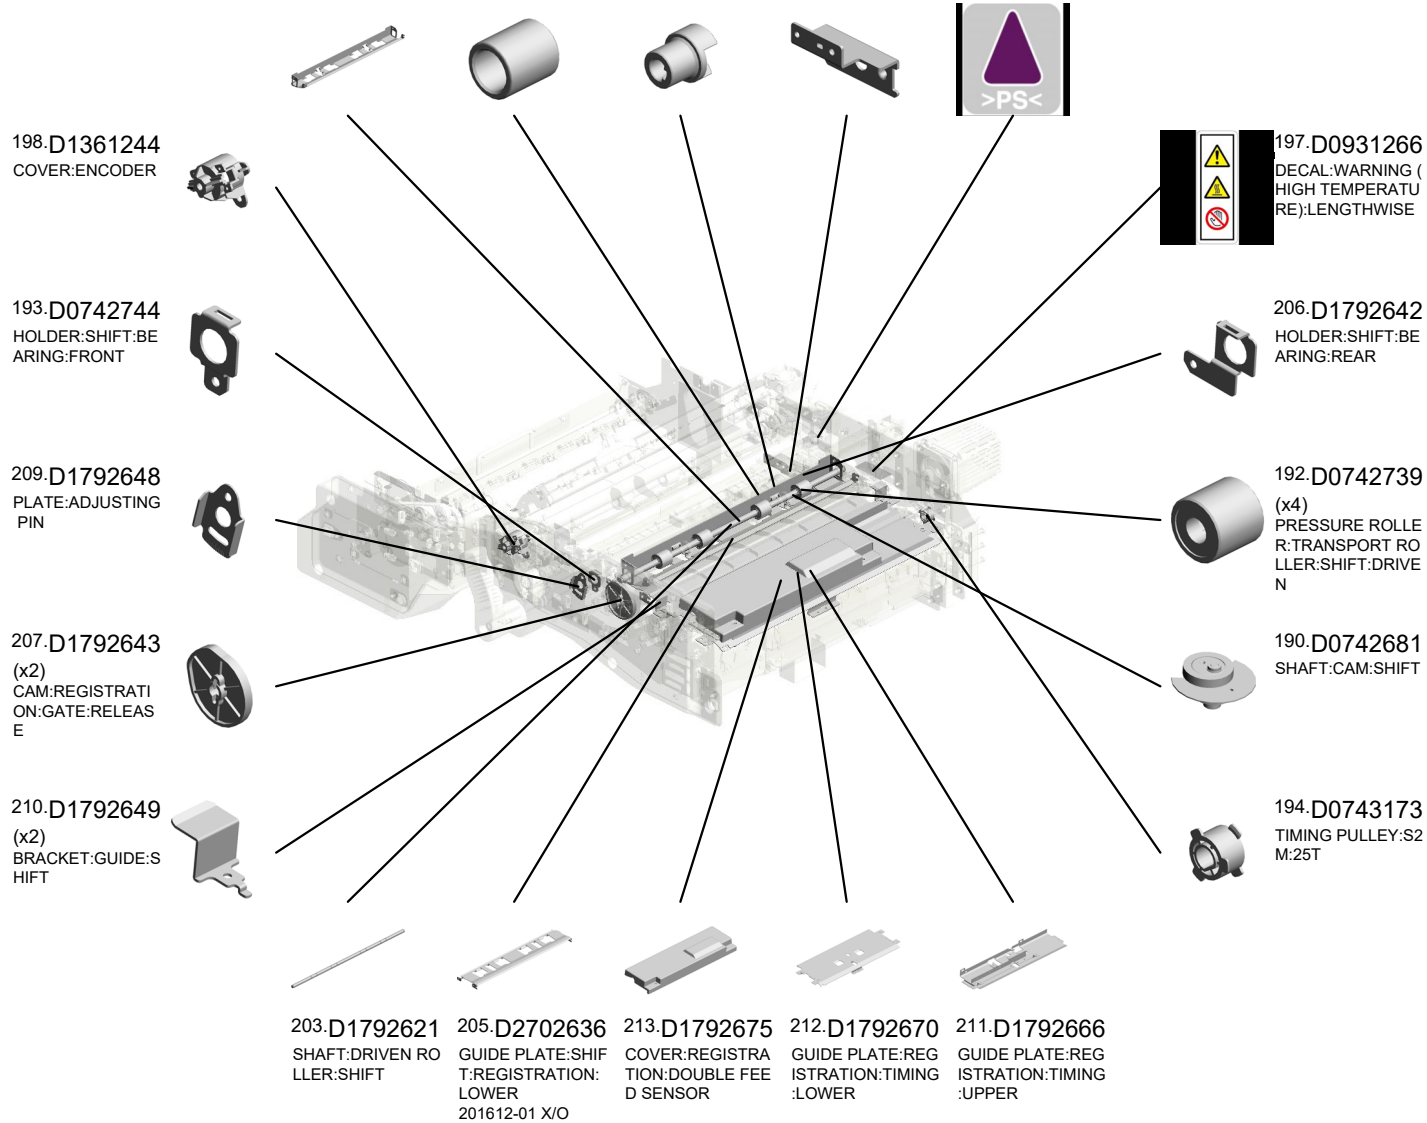 >PS<
198.D1361244
COVER:ENCODER
193.D0742744
HOLDER:SHIFT:BE
ARING:FRONT
209.D1792648
PLATE:ADJUSTING
PIN
207.D1792643
(x2)
CAM:REGISTRATI
ON:GATE:RELEAS
E
210.D1792649
(x2)
BRACKET:GUIDE:S
HIFT
197.D0931266
DECAL:WARNING (
HIGH TEMPERATU
RE):LENGTHWISE
206.D1792642
HOLDER:SHIFT:BE
ARING:REAR
192.D0742739
(x4)
PRESSURE ROLLE
R:TRANSPORT RO
LLER:SHIFT:DRIVE
N
190.D0742681
SHAFT:CAM:SHIFT
194.D0743173
TIMING PULLEY:S2
M:25T
203.D1792621
SHAFT:DRIVEN RO
LLER:SHIFT
205.D2702636
GUIDE PLATE:SHIF
T:REGISTRATION:
LOWER
201612-01 X/O
213.D1792675
COVER:REGISTRA
TION:DOUBLE FEE
D SENSOR
212.D1792670
GUIDE PLATE:REG
ISTRATION:TIMING
:LOWER
211.D1792666
GUIDE PLATE:REG
ISTRATION:TIMING
:UPPER